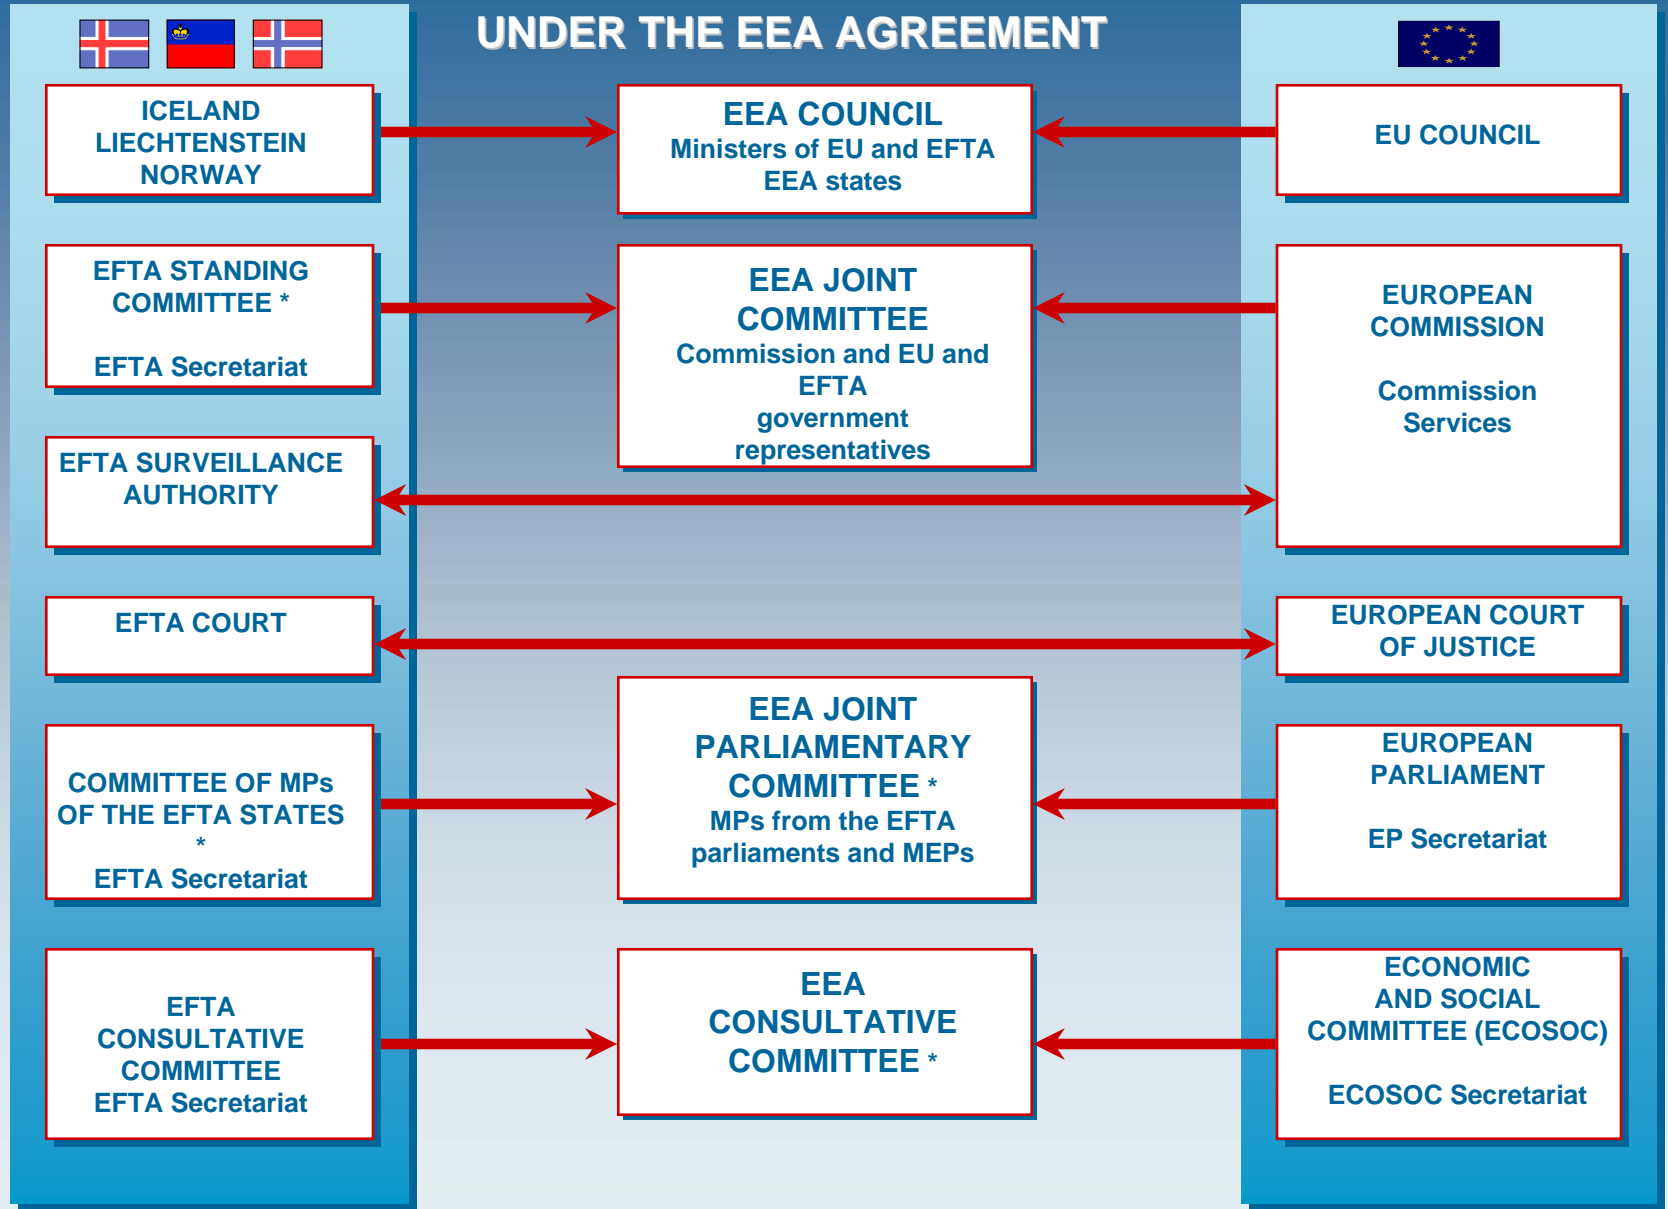 UNDER THE EEA AGREEMENT
ICELAND
LIECHTENSTEIN
NORWAY
EEA COUNCIL
Ministers of EU and EFTA
EEA states
EU COUNCIL
EFTA STANDING
COMMITTEE *
EFTA Secretariat
EEA JOINT
COMMITTEE
Commission and EU and
EFTA
government
representatives
EUROPEAN
COMMISSION
Commission
Services
EFTA SURVEILLANCE
AUTHORITY
EFTA COURT
EUROPEAN COURT
OF JUSTICE
COMMITTEE OF MPs
OF THE EFTA STATES
*
EFTA Secretariat
EEA JOINT
PARLIAMENTARY
COMMITTEE *
MPs from the EFTA
parliaments and MEPs
EUROPEAN
PARLIAMENT
EP Secretariat
EFTA
CONSULTATIVE
COMMITTEE
EFTA Secretariat
EEA
CONSULTATIVE
COMMITTEE *
ECONOMIC
AND SOCIAL
COMMITTEE (ECOSOC)
ECOSOC Secretariat